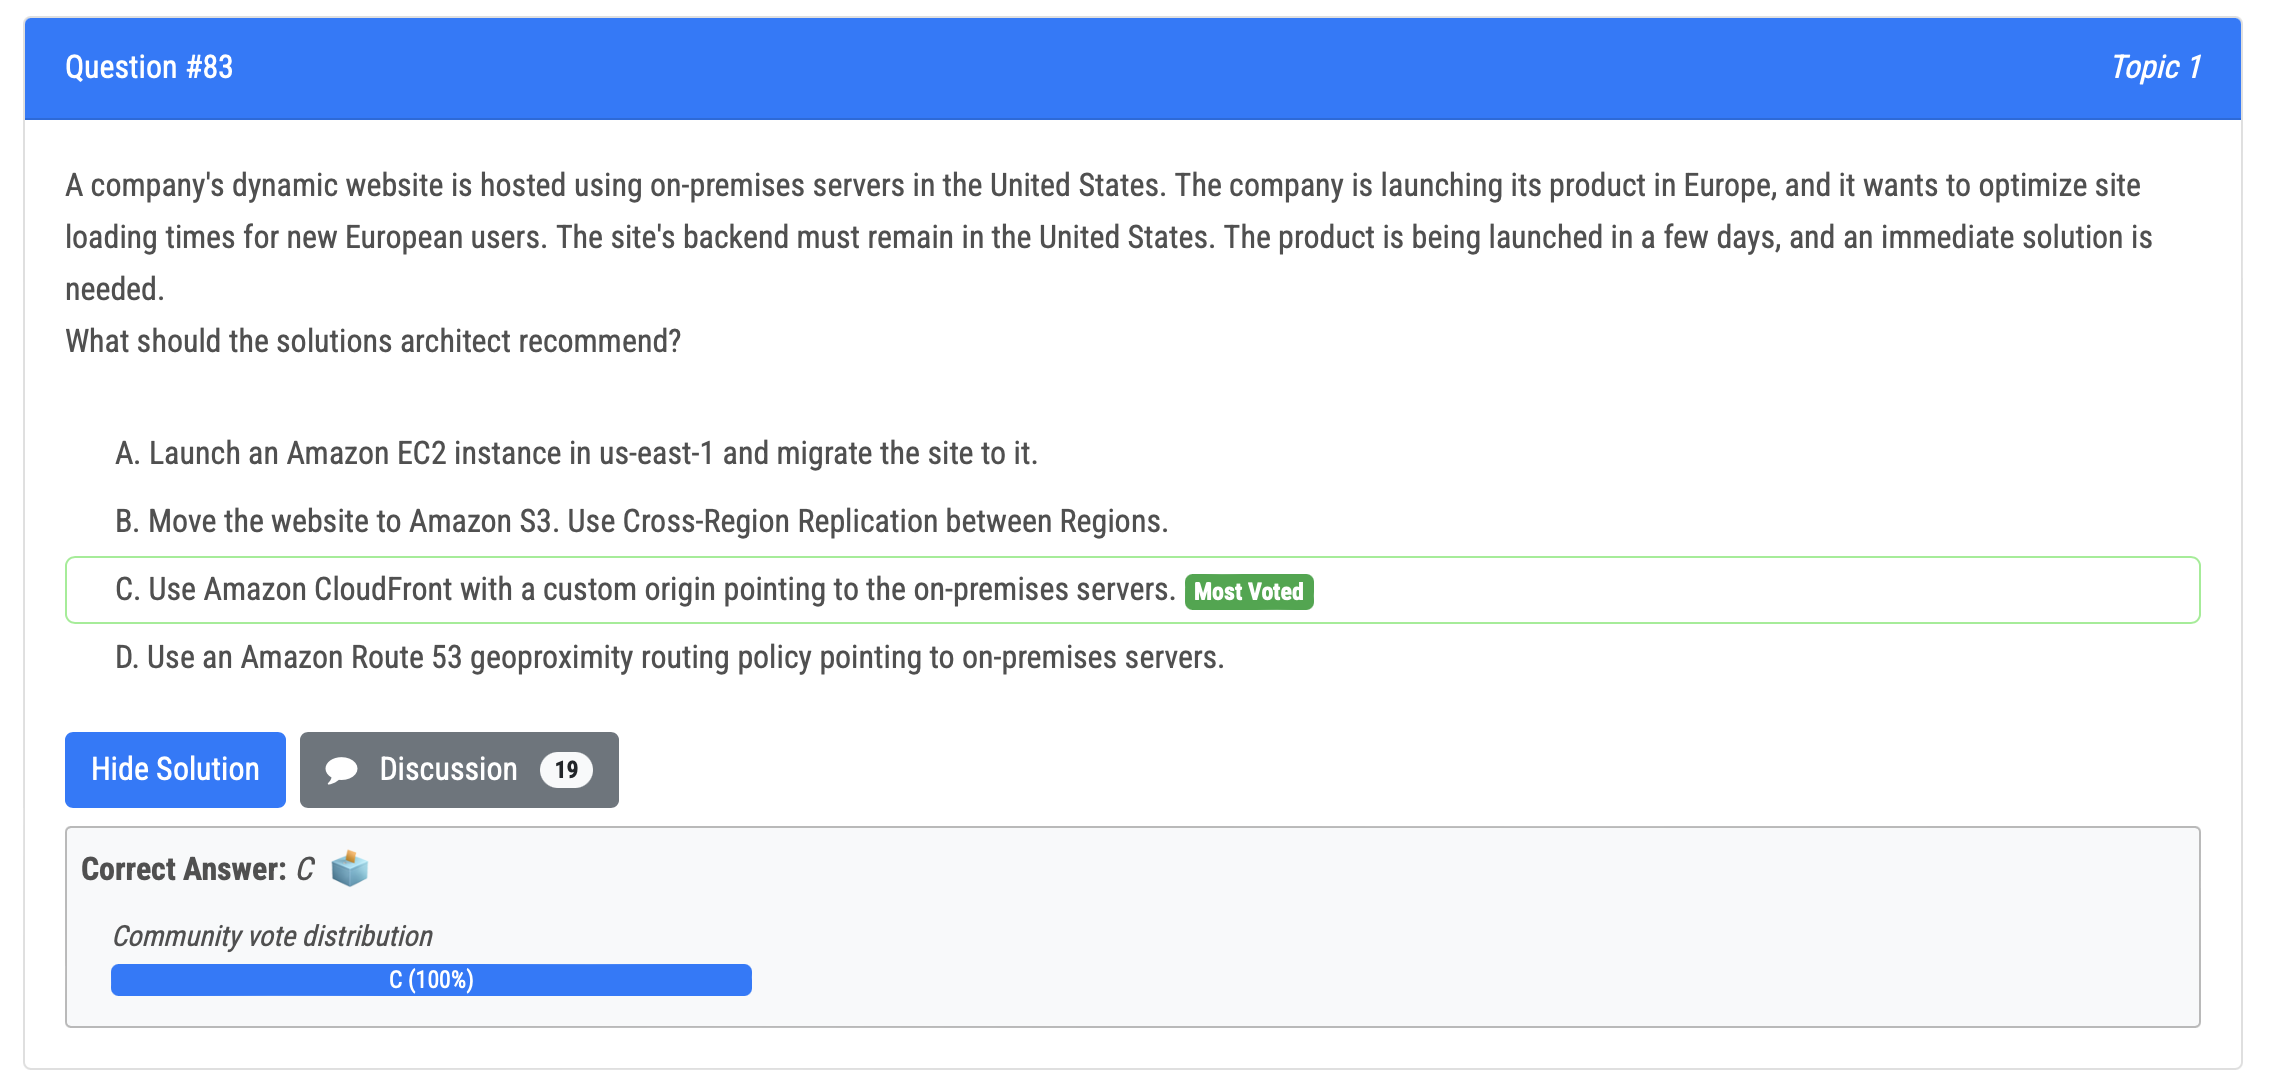 Question #83
Topic 1
A company's dynamic website is hosted using on-premises servers in the United States. The company is launching its product in Europe, and it wants to optimize site
loading times for new European users. The site's backend must remain in the United States. The product is being launched in a few days, and an immediate solution is
needed.
What should the solutions architect recommend?
A. Launch an Amazon EC2 instance in us-east-1 and migrate the site to it.
B. Move the website to Amazon S3. Use Cross-Region Replication between Regions.
C. Use Amazon CloudFront with a custom origin pointing to the on-premises servers. Most Voted
D. Use an Amazon Route 53 geoproximity routing policy pointing to on-premises servers.
Hide Solution Discussion 19
Correct Answer: C
Community vote distribution
C (100%)